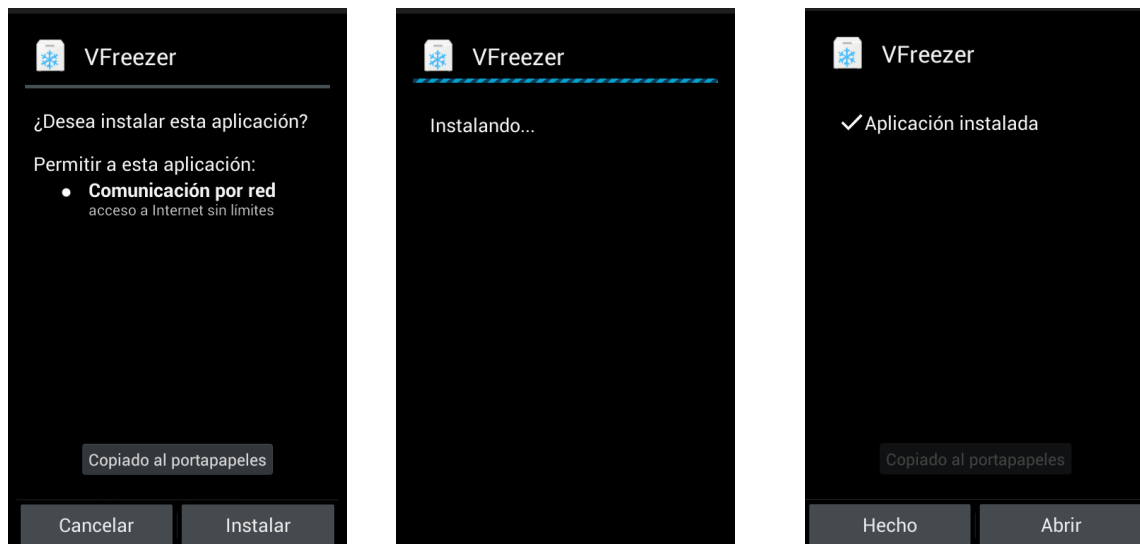 VFreezer
¿Desea instalar esta aplicación?
Permitir a esta aplicación:
Comunicación por red
acceso a Internet sin límites
Copiado al portapapeles
Cancelar
Instalar
VFreezer
Instalando...
VFreezer
Aplicación instalada
Copiado al portapapeles
Hecho
Abrir